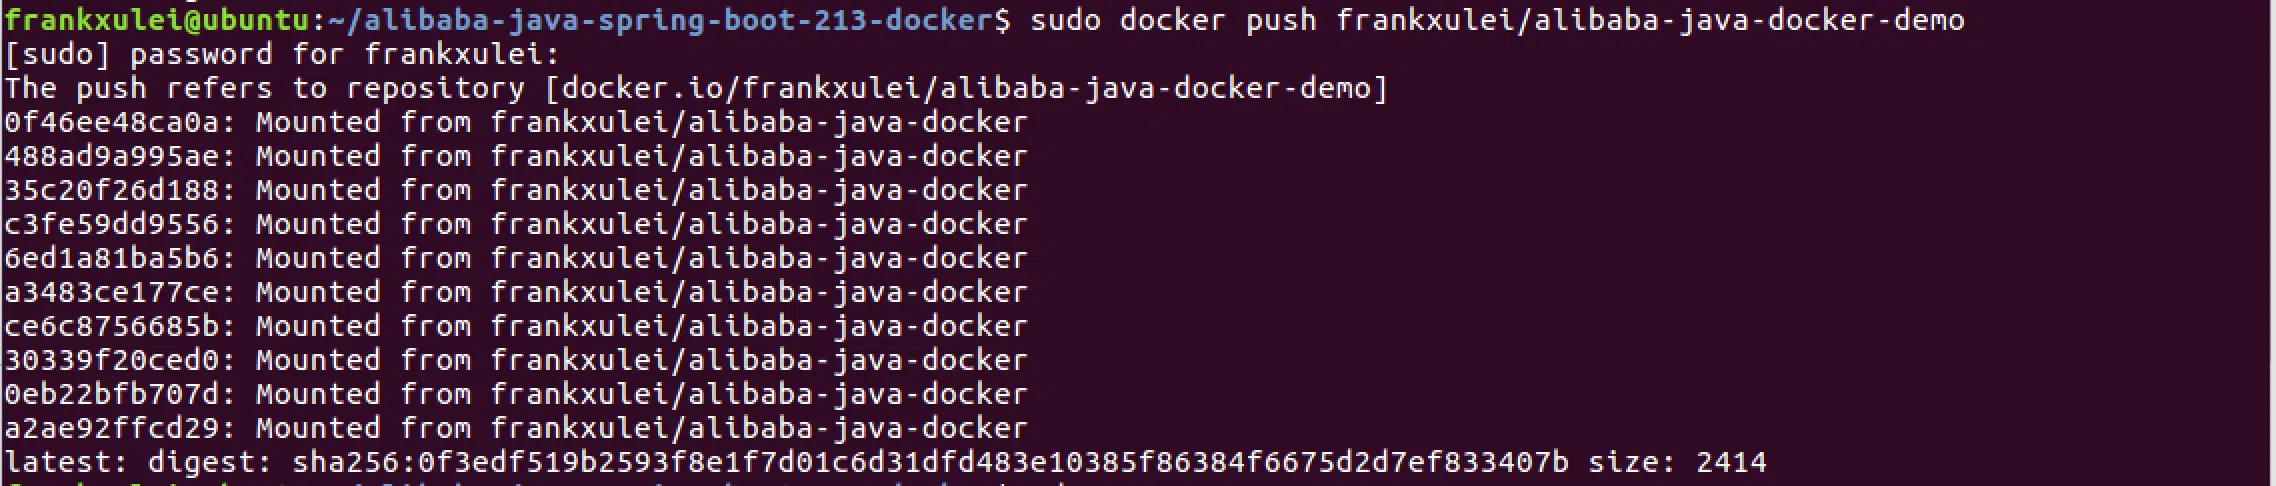 frankxulei@ubuntu:~/alibaba-java-spring-boot-213-docker$ sudo docker push frankxulei/alibaba-java-docker-demo
[sudo] password for frankxulei:
The push refers to repository [docker.io/frankxulei/alibaba-java-docker-demo]
0f46ee48ca0a: Mounted from frankxulei/alibaba-java-docker
488ad9a995ae: Mounted from frankxulei/alibaba-java-docker
35c20f26d188: Mounted from frankxulei/alibaba-java-docker
c3fe59dd9556: Mounted from frankxulei/alibaba-java-docker
6ed1a81ba5b6: Mounted from frankxulei/alibaba-java-docker
a3483ce177ce: Mounted from frankxulei/alibaba-java-docker
ce6c8756685b: Mounted from frankxulei/alibaba-java-docker
30339f20ced0: Mounted from frankxulei/alibaba-java-docker
0eb22bfb707d: Mounted from frankxulei/alibaba-java-docker
a2ae92ffcd29: Mounted from frankxulei/alibaba-java-docker
latest: digest: sha256:0f3edf519b2593f8e1f7d01c6d31dfd483e10385f86384f6675d2d7ef833407b size: 2414